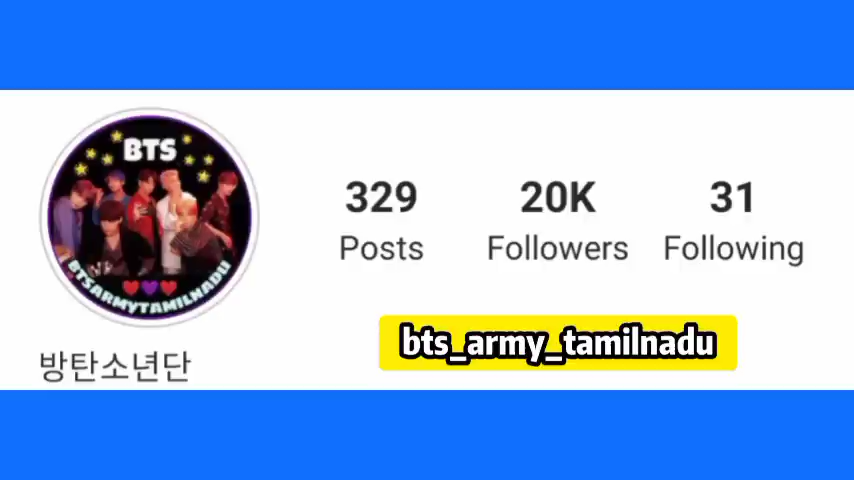 BTS
BTSARMYTAMILNADU
329
Posts
20K
Followers
31
Following
bts_army_tamilnadu
방탄소년단